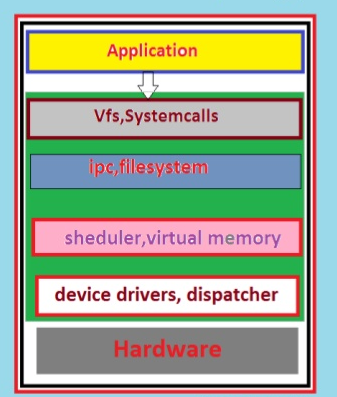 Application
Vfs,Systemcalls
ipc,filesystem
sheduler,virtual memory
device drivers, dispatcher
Hardware